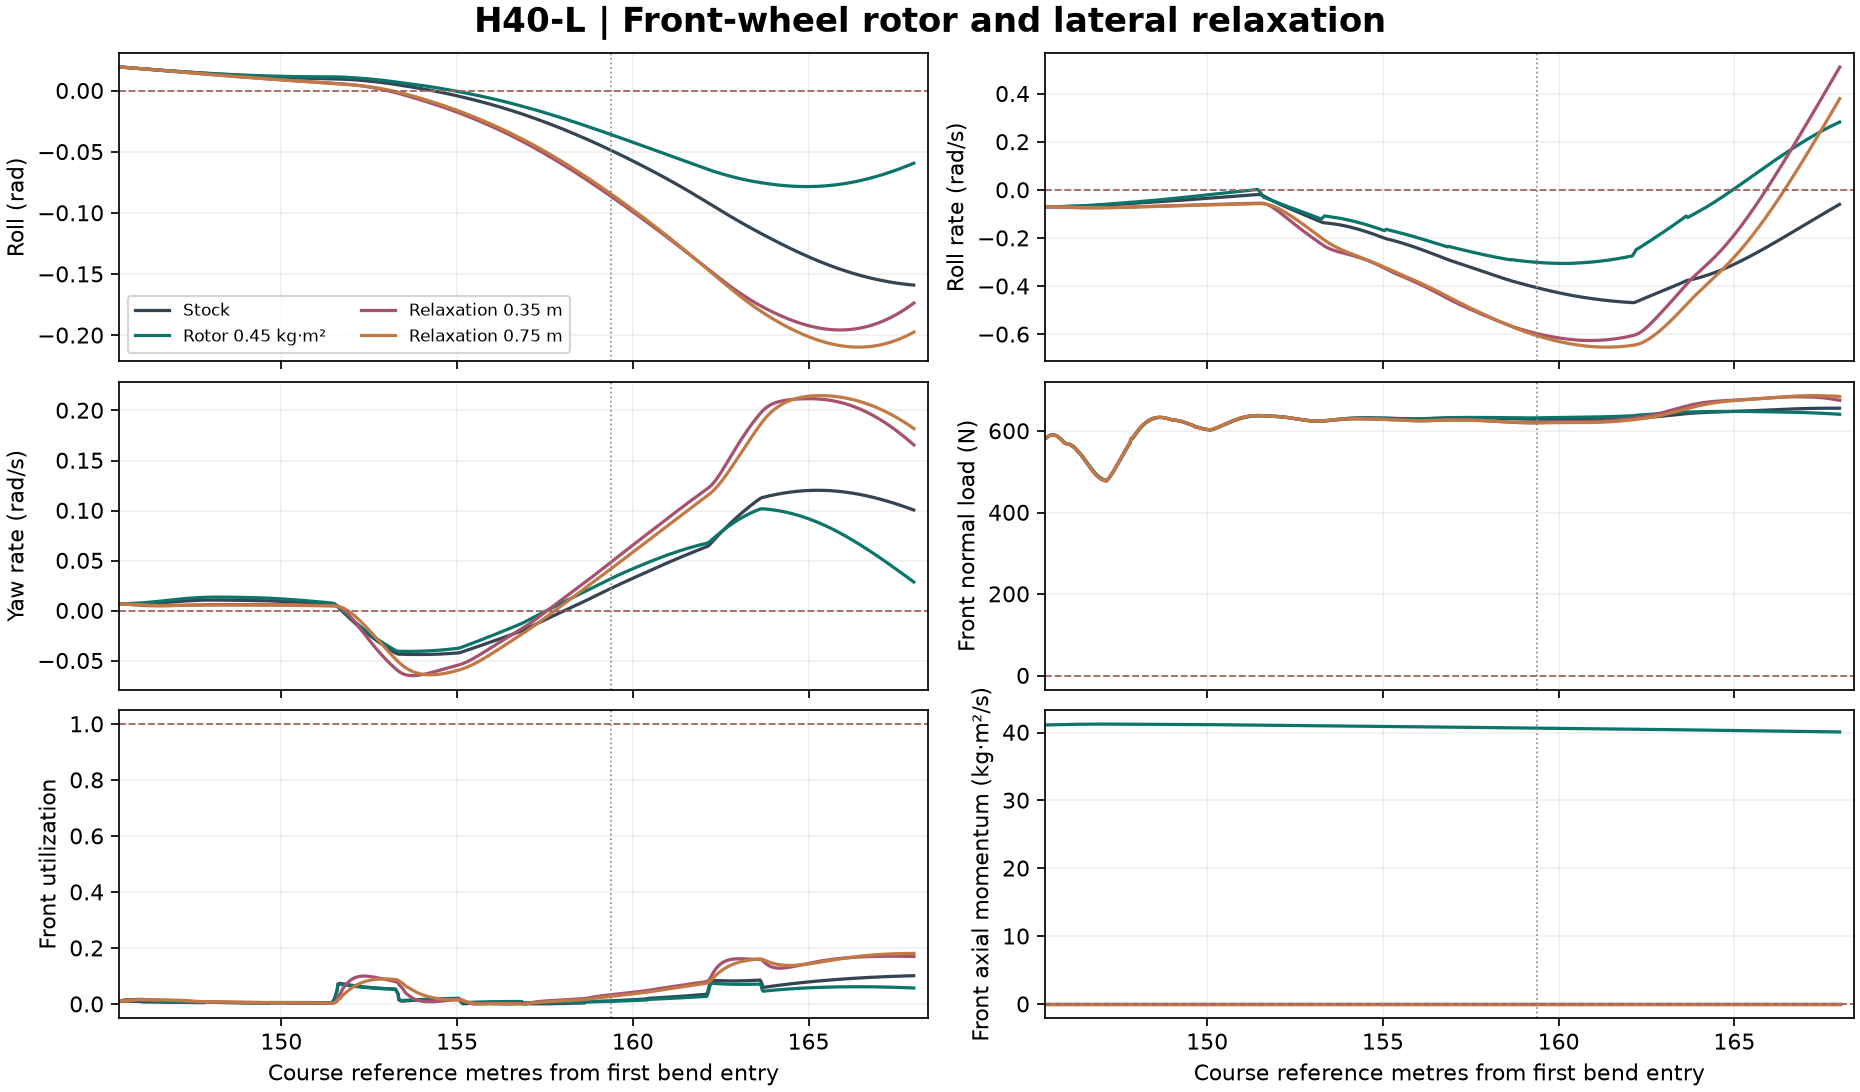 H40-L | Front-wheel rotor and lateral relaxation
Roll (rad)
0.00
−0.05
−0.10
−0.15
−0.20
Stock
Rotor 0.45 kg·m²
Relaxation 0.35 m
Relaxation 0.75 m
Roll rate (rad/s)
0.4
0.2
0.0
−0.2
−0.4
−0.6
Yaw rate (rad/s)
0.20
0.15
0.10
0.05
0.00
−0.05
Front normal load (N)
600
400
200
0
Front utilization
1.0
0.8
0.6
0.4
0.2
0.0
150 155 160 165
Course reference metres from first bend entry
Front axial momentum (kg·m²/s)
40
30
20
10
0
150 155 160 165
Course reference metres from first bend entry